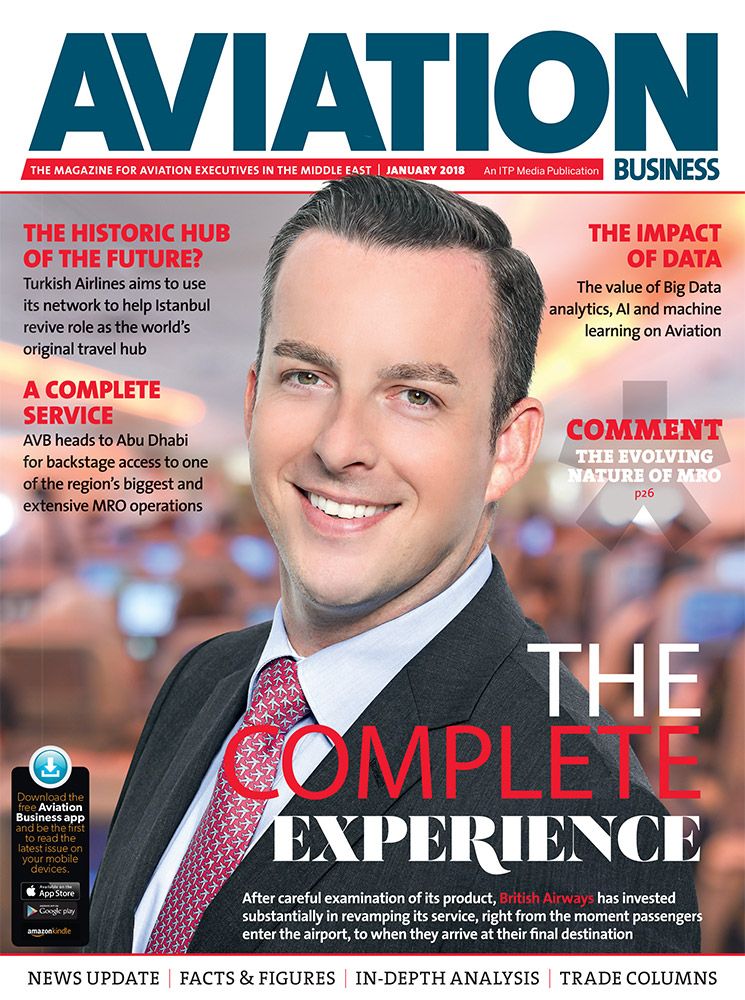 AVIATION
THE MAGAZINE FOR AVIATION EXECUTIVES IN THE MIDDLE EAST | JANUARY 2018 An ITP Media Publication BUSINESS
THE HISTORIC HUB
OF THE FUTURE?
Turkish Airlines aims to use
its network to help Istanbul
revive role as the world's
original travel hub
A COMPLETE
SERVICE
AVB heads to Abu Dhabi
for backstage access to one
of the region's biggest and
extensive MRO operations
THE IMPACT
OF DATA
The value of Big Data
analytics, AI and machine
learning on Aviation
COMMENT
THE EVOLVING
NATURE OF MRO
p26
THE
COMPLETE
EXPERIENCE
After careful examination of its product, British Airways has invested
substantially in revamping its service, right from the moment passengers
enter the airport, to when they arrive at their final destination
Download the
free Aviation
Business app
and be the first
to read the
latest issue on
your mobile
devices.
Available on the
App Store
Google play
amazonkindle
NEWS UPDATE | FACTS & FIGURES | IN-DEPTH ANALYSIS | TRADE COLUMNS